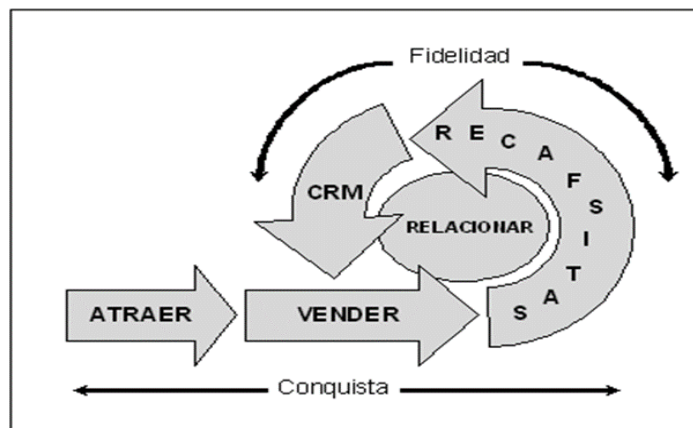 Fidelidad
SATISFACER
CRM
RELACIONAR
ATRAER
VENDER
Conquista